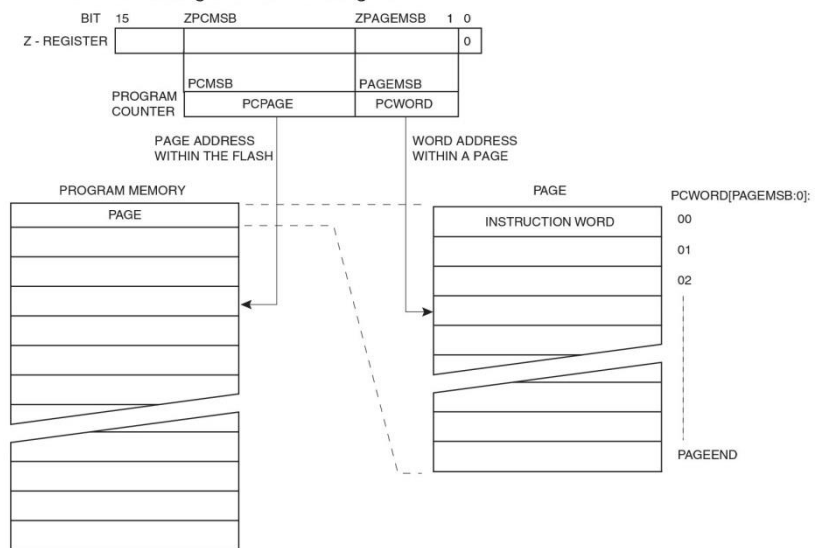 BIT 15 ZPCMSB ZPAGEMSB 1 0
Z - REGISTER 0
PCMSB PAGEMSB
PROGRAM
COUNTER
PCPAGE PCWORD
PAGE ADDRESS
WITHIN THE FLASH
WORD ADDRESS
WITHIN A PAGE
PROGRAM MEMORY
PAGE
PAGE
PCWORD[PAGEMSB:0]:
INSTRUCTION WORD
00
01
02
PAGEEND